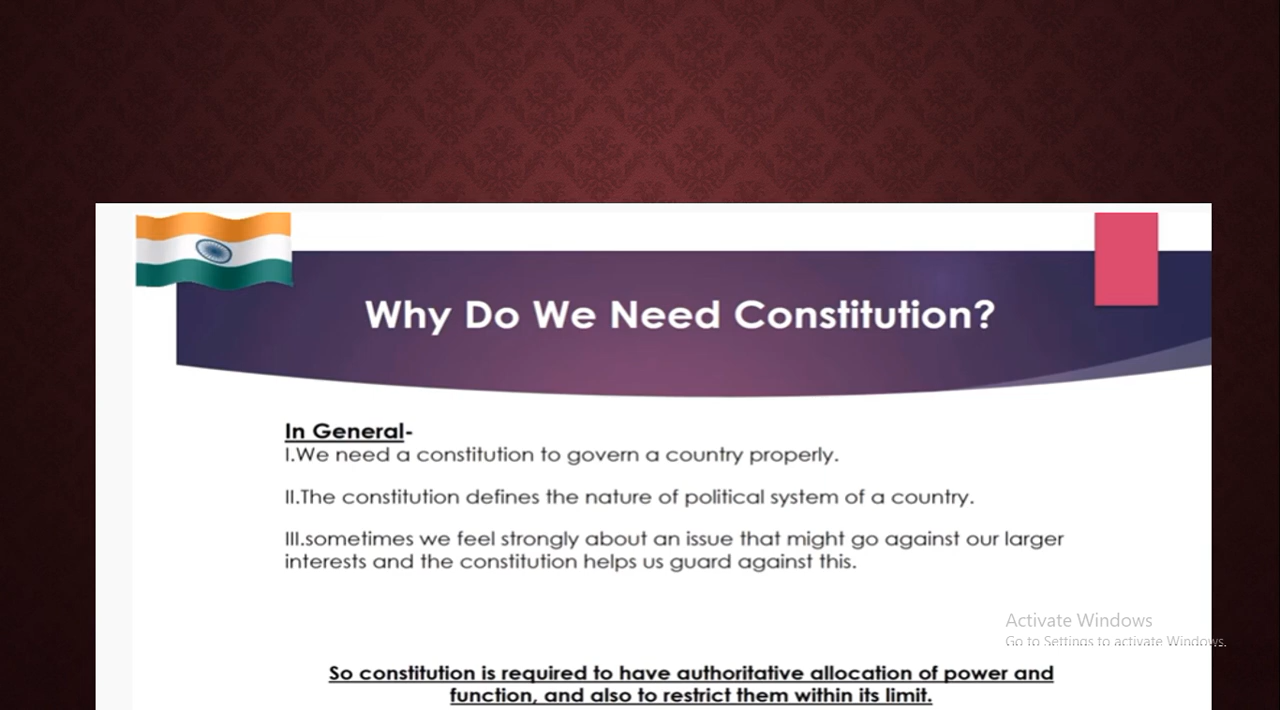 Why Do We Need Constitution?
In General-
I.We need a constitution to govern a country properly.
II.The constitution defines the nature of political system of a country.
III.sometimes we feel strongly about an issue that might go against our larger
interests and the constitution helps us guard against this.
Activate Windows
Go to Settings to activate Windows.
So constitution is required to have authoritative allocation of power and
function, and also to restrict them within its limit.